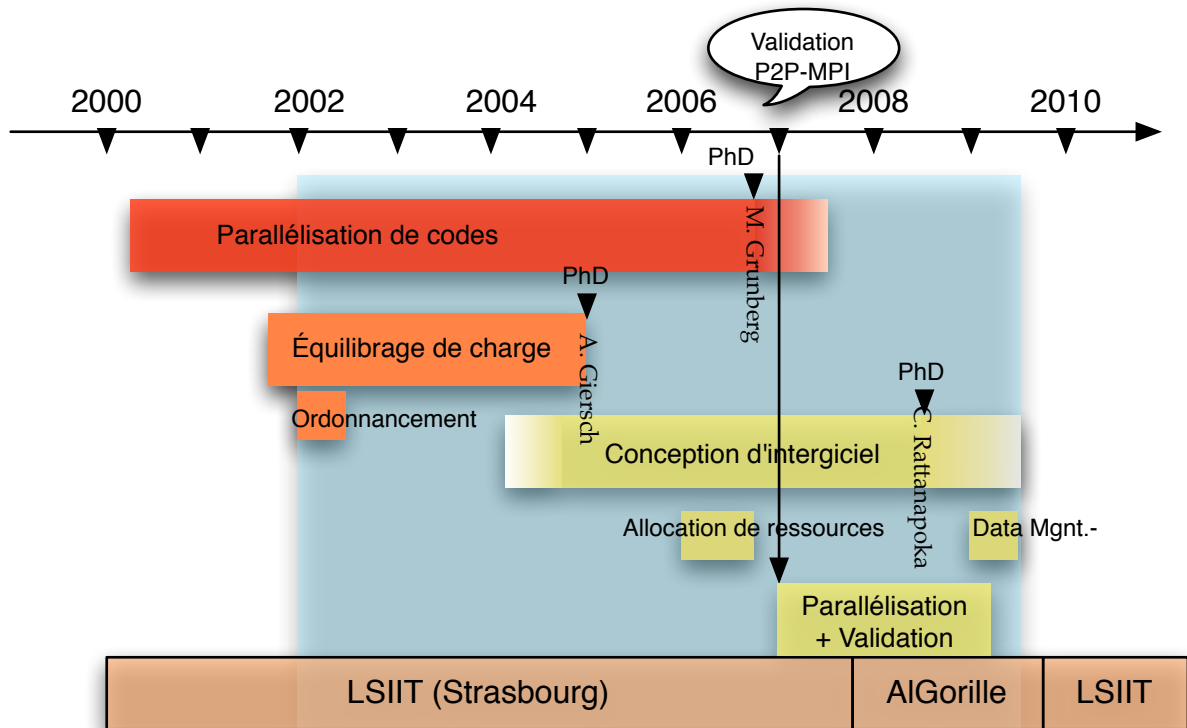 Validation
P2P-MPI
2000
2002
2004
2006
2008
2010
PhD
M. Grunberg
Parallélisation de codes
PhD
A. Giersch
Équilibrage de charge
PhD
C. Rattanapoka
Ordonnancement
Conception d'intergiciel
Allocation de ressources
Data Mgnt.-
Parallélisation
+ Validation
LSIIT (Strasbourg)
AlGorille
LSIIT